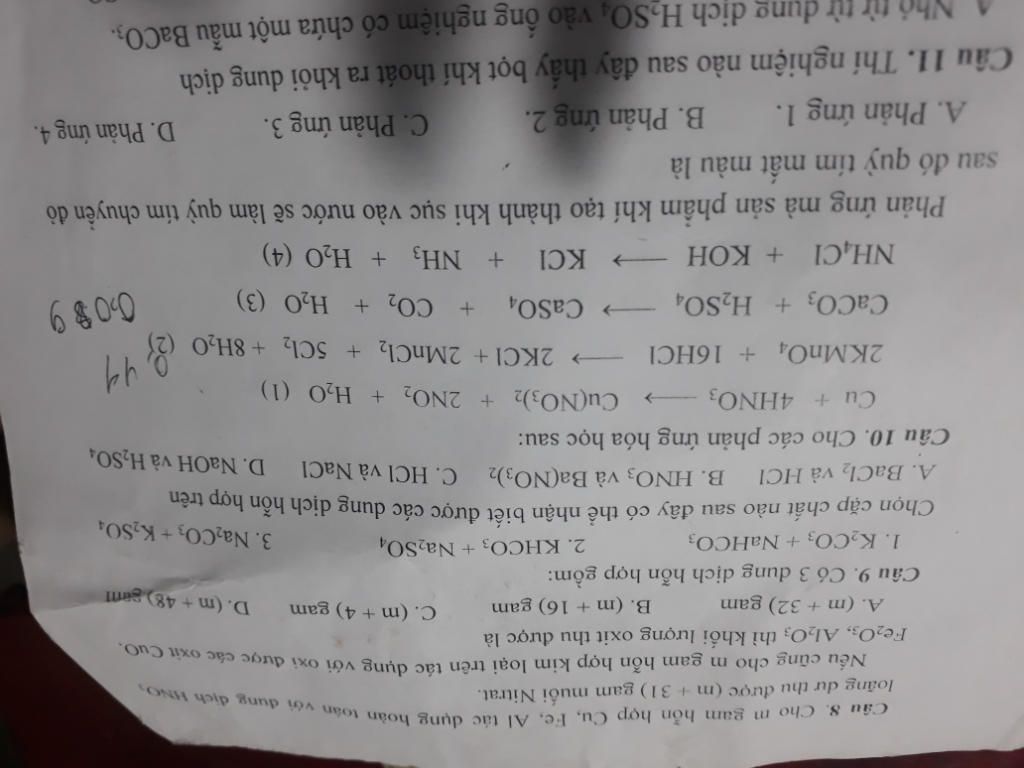 Câu 8. Cho m gam hỗn hợp Cu, Fe, Al tác dụng hoàn toàn với dung dịch HNO₃
loãng dư thu được (m + 31) gam muối Nitrat.
Nếu cũng cho m gam hỗn hợp kim loại trên tác dụng với oxi được các oxit CuO,
Fe₂O₃, Al₂O₃ thì khối lượng oxit thu được là
A. (m + 32) gam B. (m + 16) gam C. (m + 4) gam D. (m + 48) gam
Câu 9. Có 3 dung dịch hỗn hợp gồm:
1. K₂CO₃ + NaHCO₃ 2. KHCO₃ + Na₂SO₄ 3. Na₂CO₃ + K₂SO₄
Chọn cặp chất nào sau đây có thể nhận biết được các dung dịch hỗn hợp trên
A. BaCl₂ và HCl B. HNO₃ và Ba(NO₃)₂ C. HCl và NaCl D. NaOH và H₂SO₄
Câu 10. Cho các phản ứng hóa học sau:
Cu + 4HNO₃ → Cu(NO₃)₂ + 2NO₂ + H₂O (1)
2KMnO₄ + 16HCl → 2KCl + 2MnCl₂ + 5Cl₂ + 8H₂O (2)
CaCO₃ + H₂SO₄ → CaSO₄ + CO₂ + H₂O (3)
NH₄Cl + KOH → KCl + NH₃ + H₂O (4)
Phản ứng mà sản phẩm khí tạo thành khi sục vào nước sẽ làm quỳ tím chuyển đỏ
sau đó quỳ tím mất màu là
A. Phản ứng 1. B. Phản ứng 2. C. Phản ứng 3. D. Phản ứng 4.
Câu 11. Thí nghiệm nào sau đây thấy bọt khí thoát ra khỏi dung dịch
A. Nhỏ từ từ dung dịch H₂SO₄ vào ống nghiệm có chứa một mẫu BaCO₃.